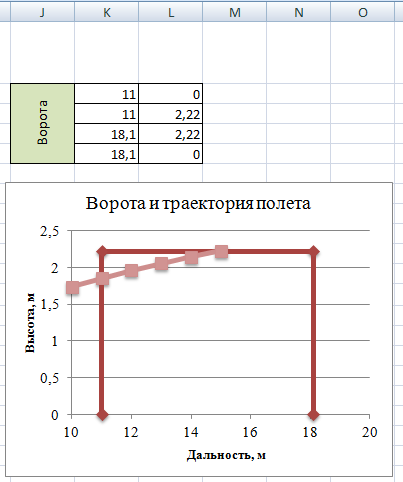 J K L M N O
Ворота
11 0
11 2,22
18,1 2,22
18,1 0
Ворота и траектория полета
2,5
2
1,5
1
0,5
0
Высота, м
10 12 14 16 18 20
Дальность, м